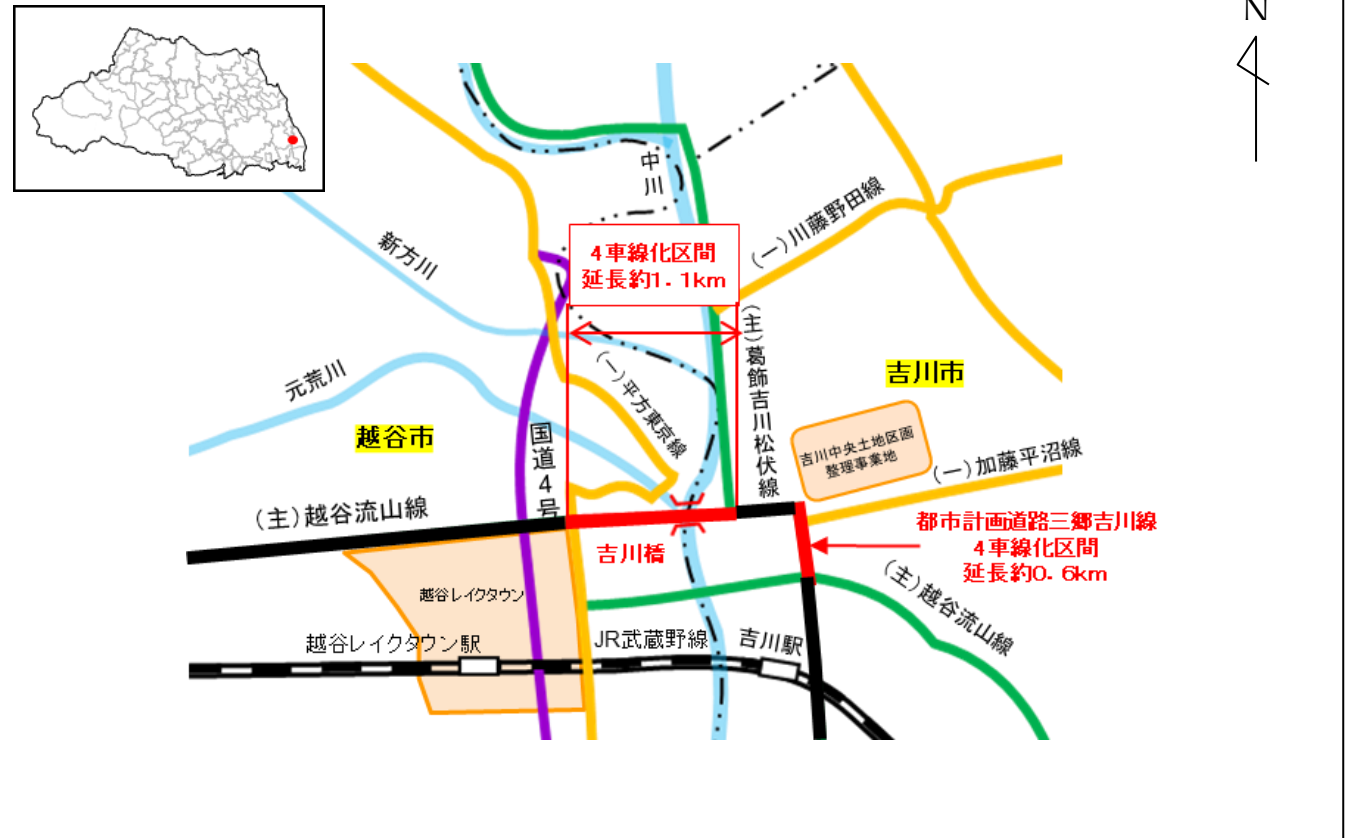 N
中川
4車線化区間
延長約1.1km
(一)川藤野田線
新方川
(主)葛飾吉川松伏線
(一)平方東京線
元荒川
吉川市
越谷市
国道4号
吉川中央土地区画
整理事業地
(一)加藤平沼線
(主)越谷流山線
都市計画道路三郷吉川線
4車線化区間
延長約0.6km
吉川橋
(主)越谷流山線
越谷レイクタウン
越谷レイクタウン駅
JR武蔵野線
吉川駅